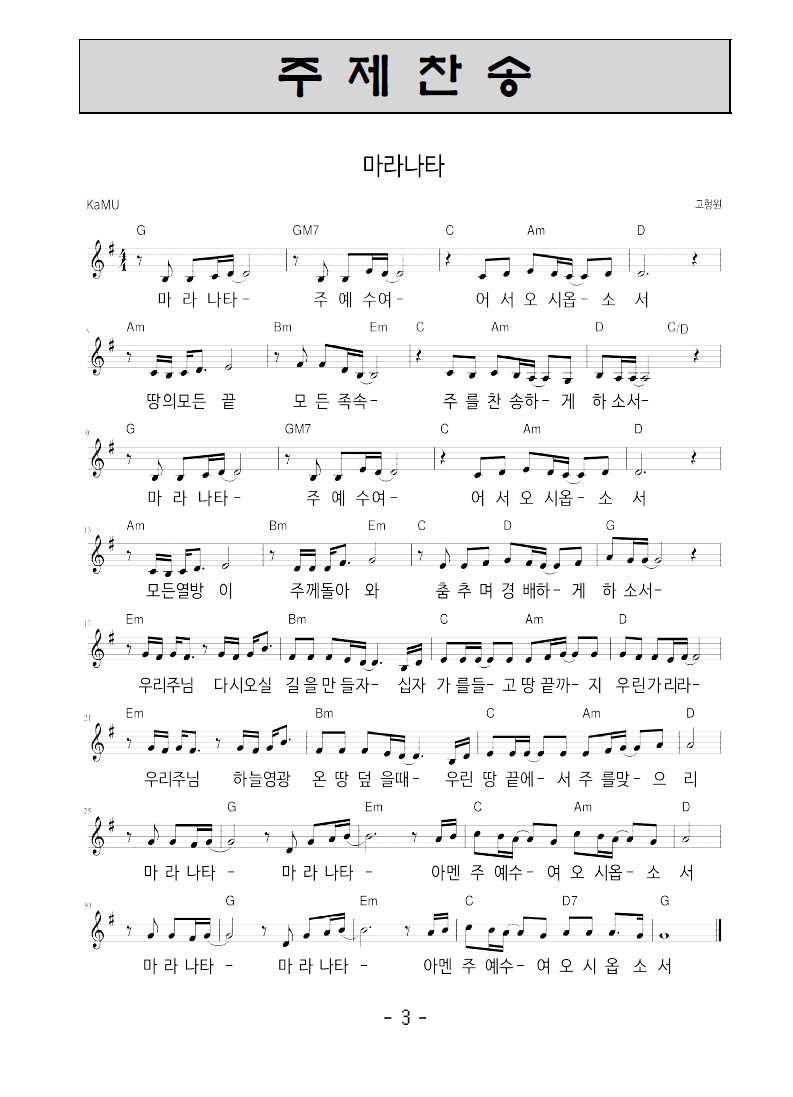 주 제 찬 송
마라나타
KaMU 고형원
G GM7 C Am D
마 라 나타- 주 예 수여- 어 서 오 시옵- 소 서
5
Am Bm Em C Am D C/D
땅의모든 끝 모 든 족속- 주 를 찬 송하- 게 하 소서-
9
G GM7 C Am D
마 라 나타- 주 예 수여- 어 서 오 시옵- 소 서
13
Am Bm Em C D G
모든열방 이 주께돌아 와 춤 추 며 경 배하- 게 하 소서-
17
Em Bm C Am D
우리주님 다시오실 길 을 만 들자- 십자 가 를들- 고 땅 끝까- 지 우린가리라-
21
Em Bm C Am D
우리주님 하늘영광 온 땅 덮 을때- 우린 땅 끝에- 서 주 를맞- 으 리
25
G Em C Am D
마 라 나타 - 마 라 나타 - 아멘 주 예수- 여 오 시옵- 소 서
30
G Em C D7 G
마 라 나타 - 마 라 나타- 아멘 주 예수- 여 오 시 옵 소 서
- 3 -